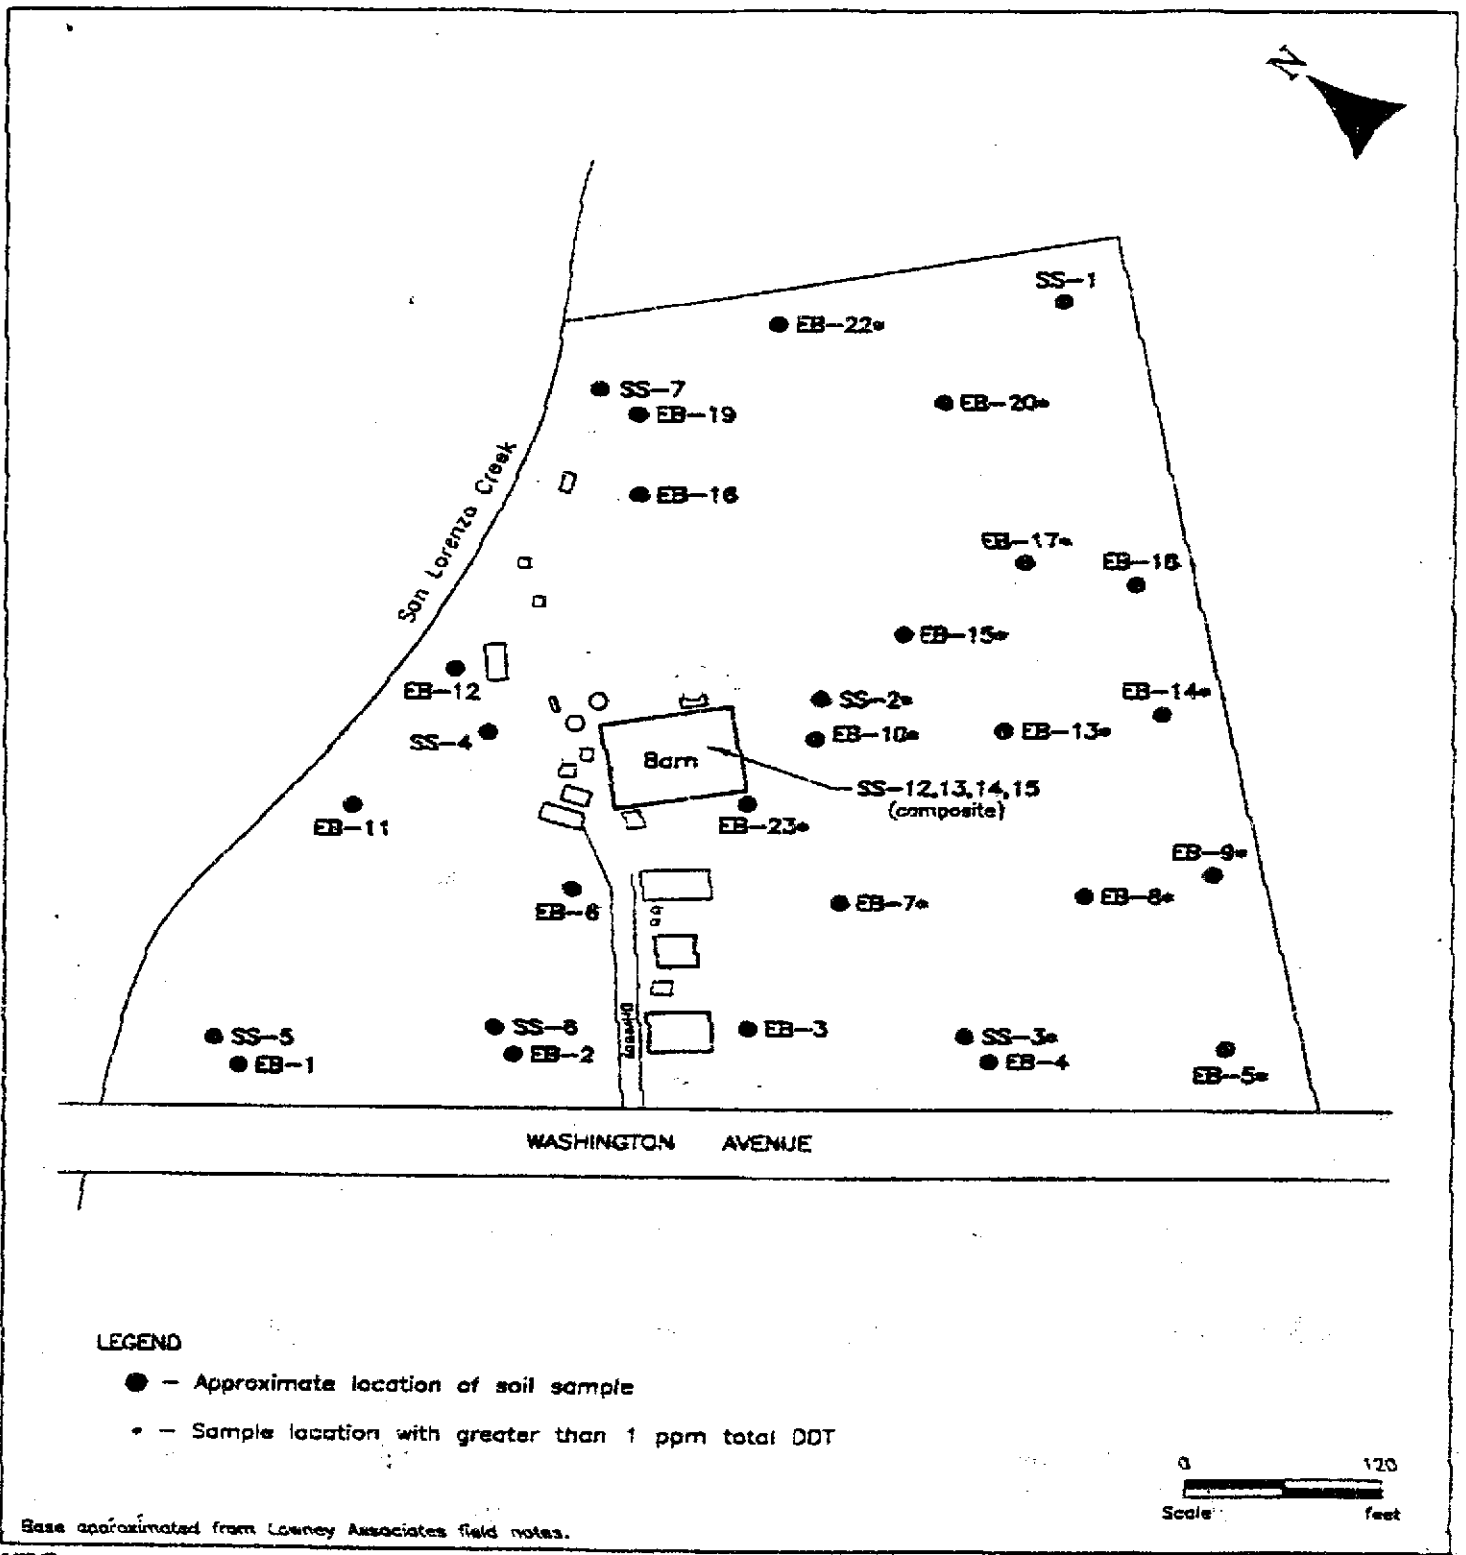 N
SS-1
EB-22*
SS-7
EB-20*
EB-19
San Lorenzo Creek
EB-16
EB-17*
EB-18
EB-15*
EB-12
EB-14*
SS-2*
SS-4
EB-10*
EB-13*
Barn
SS-12,13,14,15
(composite)
EB-11
EB-23*
EB-9*
EB-8*
EB-6
EB-7*
Driveway
SS-5
SS-6
EB-3
SS-3*
EB-1
EB-2
EB-4
EB-5*
WASHINGTON AVENUE
LEGEND
● - Approximate location of soil sample
* - Sample location with greater than 1 ppm total DDT
0 120
Scale feet
Base approximated from Lowney Associates field notes.